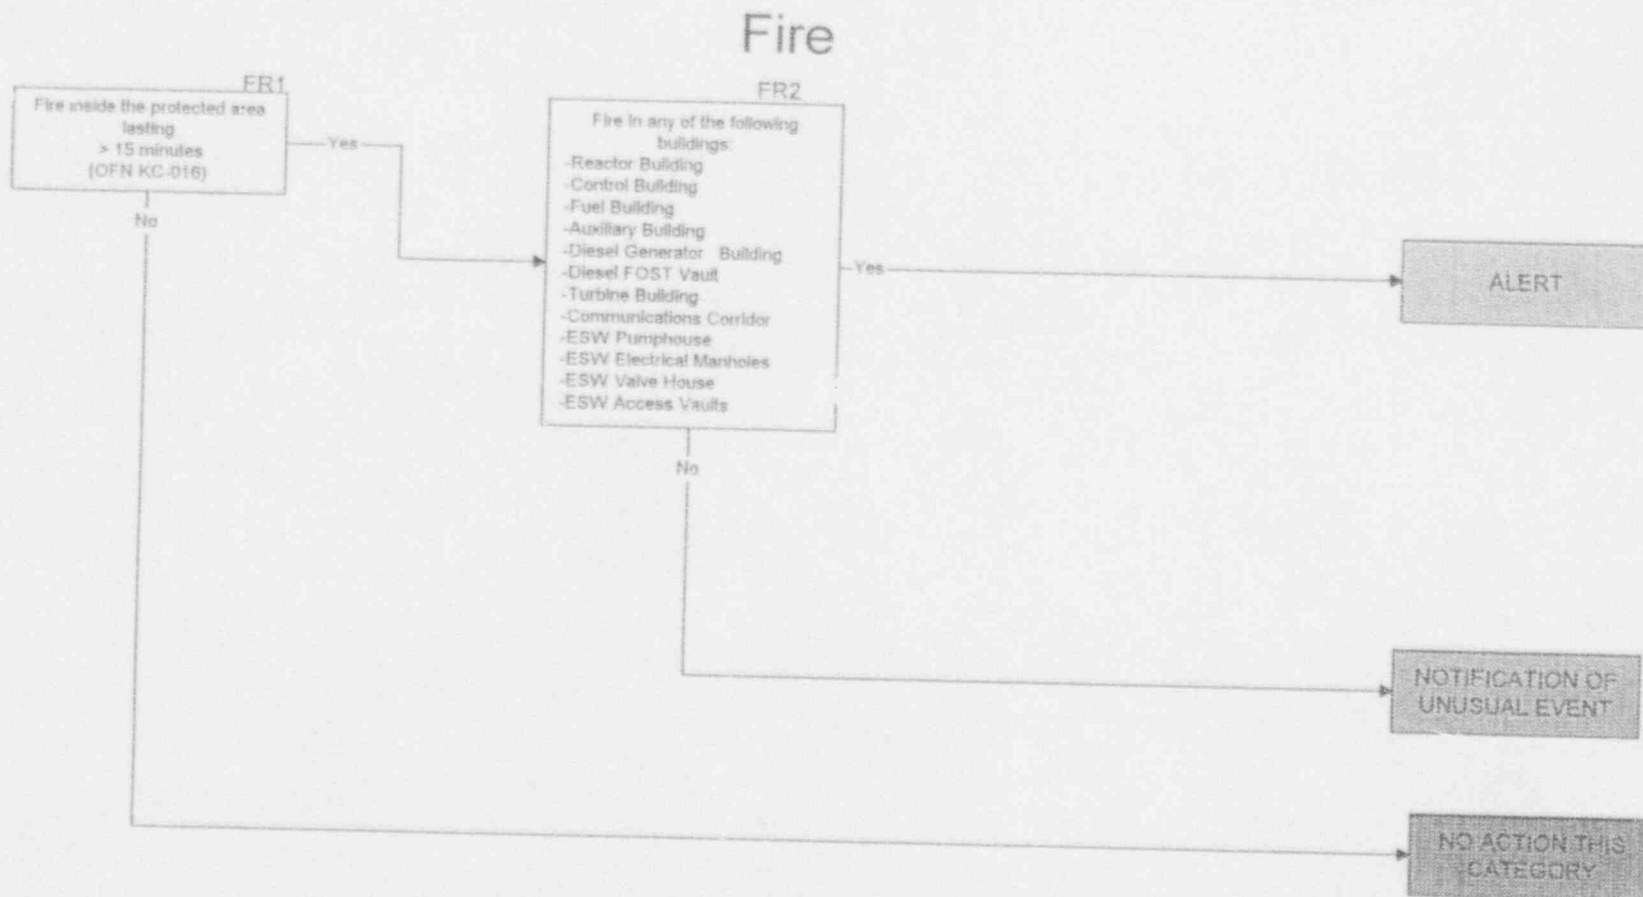 Fire
FR1
Fire inside the protected area
lasting
> 15 minutes
(OFN KC-016)
Yes
No
FR2
Fire in any of the following
buildings:
-Reactor Building
-Control Building
-Fuel Building
-Auxiliary Building
-Diesel Generator Building
-Diesel FOST Vault
-Turbine Building
-Communications Corridor
-ESW Pumphouse
-ESW Electrical Manholes
-ESW Valve House
-ESW Access Vaults
Yes
No
ALERT
NOTIFICATION OF
UNUSUAL EVENT
NO ACTION THIS
CATEGORY